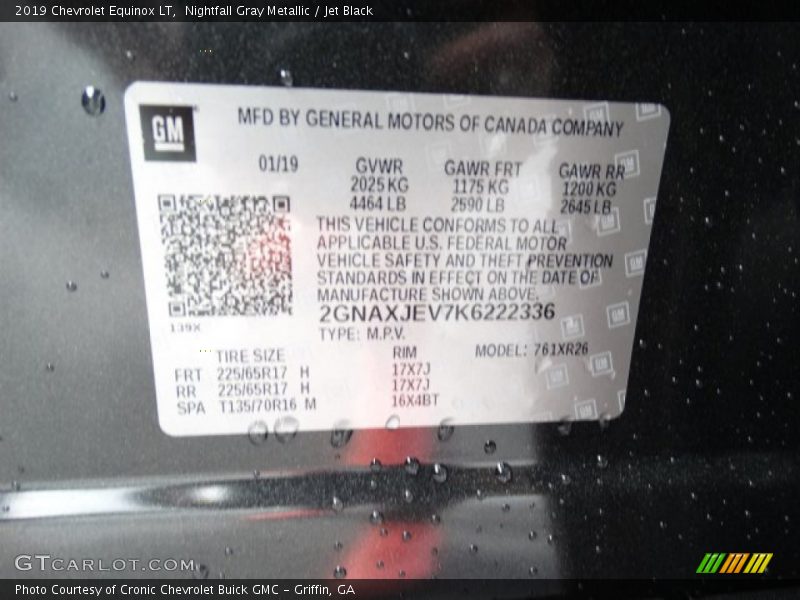 2019 Chevrolet Equinox LT,  Nightfall Gray Metallic / Jet Black
GM
MFD BY GENERAL MOTORS OF CANADA COMPANY
01/19 GVWR GAWR FRT GAWR RR
2025 KG 1175 KG 1200 KG
4464 LB 2590 LB 2645 LB
THIS VEHICLE CONFORMS TO ALL
APPLICABLE U.S. FEDERAL MOTOR
VEHICLE SAFETY AND THEFT PREVENTION
STANDARDS IN EFFECT ON THE DATE OF
MANUFACTURE SHOWN ABOVE.
2GNAXJEV7K6222336
139X
TYPE: M.P.V.
TIRE SIZE RIM MODEL: 761XR26
FRT 225/65R17 H 17X7J
RR 225/65R17 H 17X7J
SPA T135/70R16 M 16X4BT
GTCARLOT.COM
Photo Courtesy of Cronic Chevrolet Buick GMC – Griffin, GA